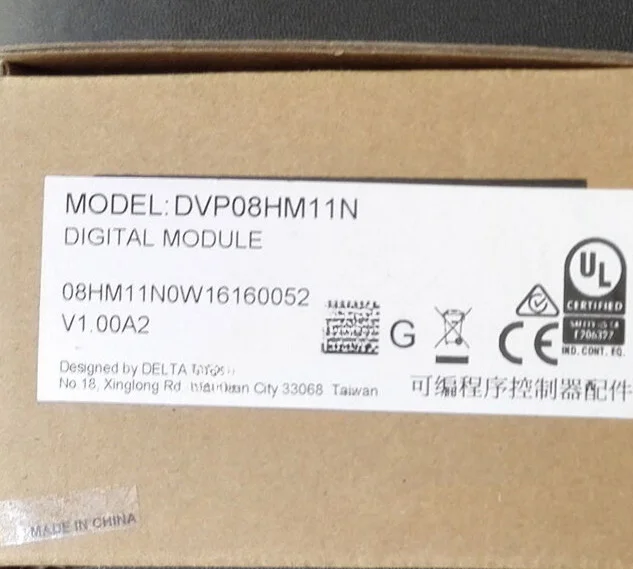 MODEL: DVP08HM11N
DIGITAL MODULE
08HM11N0W16160052
V1.00A2
G
UL
CERTIFIED
CE
E206327
IND. CONT. EQ.
Designed by DELTA
No 18, Xinglong Rd City 33068 Taiwan
可编程序控制器配件
MADE IN CHINA